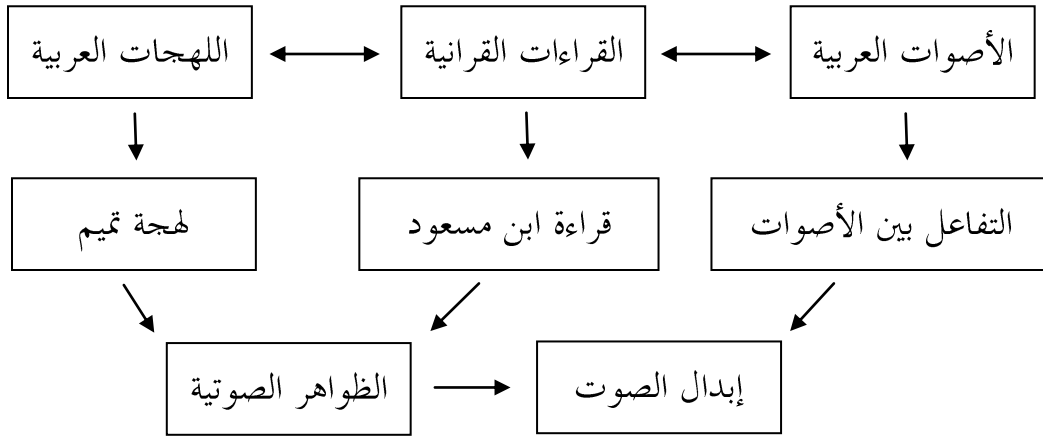 الأصوات العربية
القراءات القرانية
اللهجات العربية
التفاعل بين الأصوات
قراءة ابن مسعود
لهجة تميم
إبدال الصوت
الظواهر الصوتية